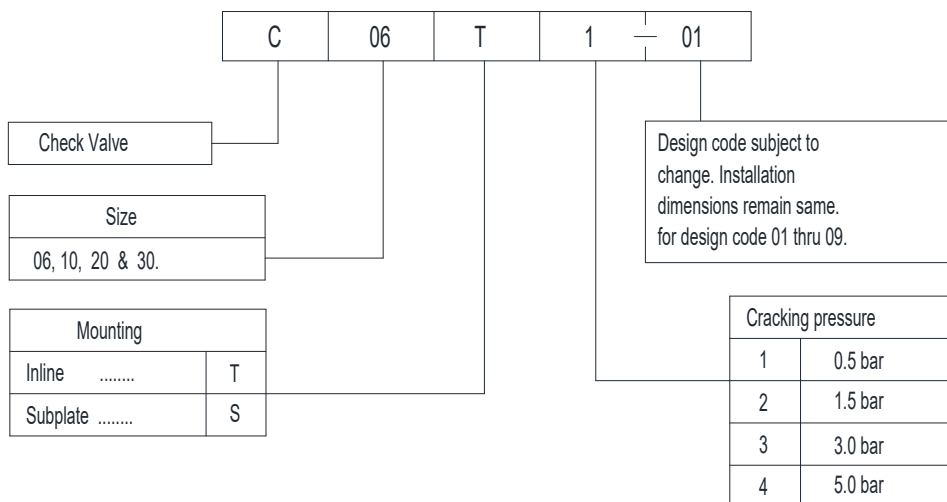 C 06 T 1 — 01
Check Valve
Size
06, 10, 20 & 30.
Mounting
Inline ........ T
Subplate ........ S
Design code subject to
change. Installation
dimensions remain same.
for design code 01 thru 09.
Cracking pressure
1 0.5 bar
2 1.5 bar
3 3.0 bar
4 5.0 bar